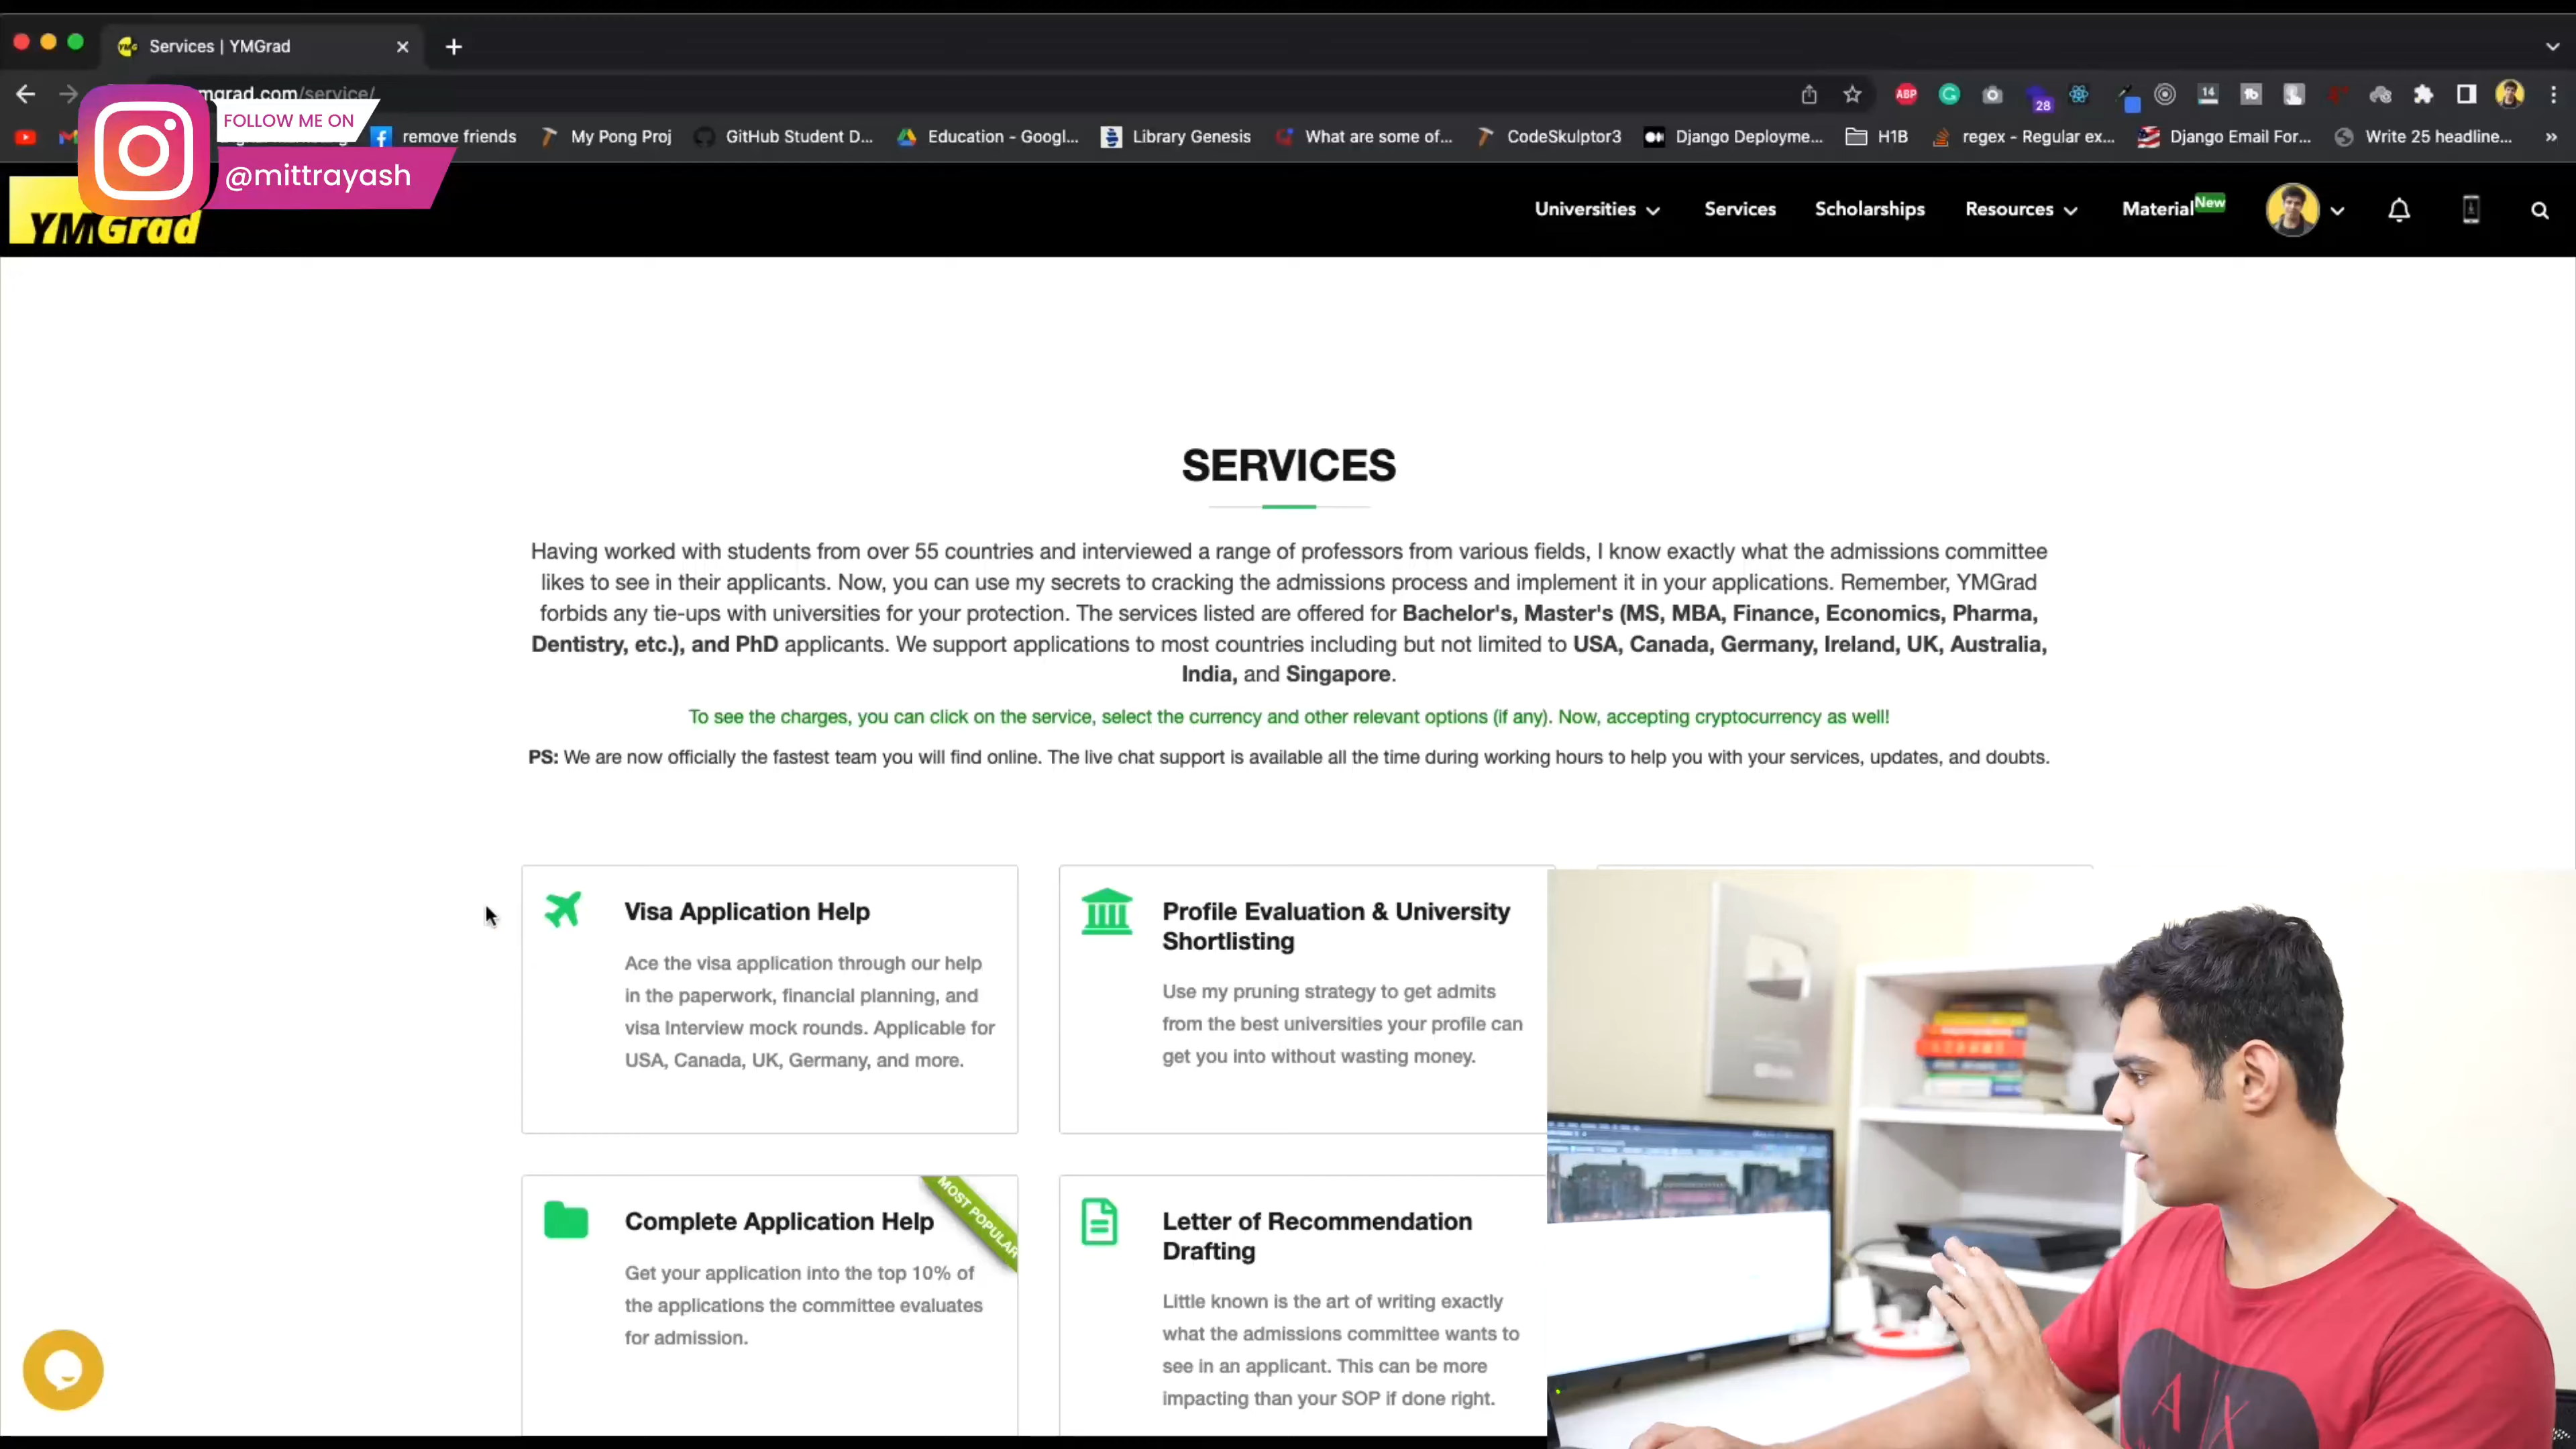 Services | YMGrad
mgrad.com/service/
ABP
28
14
FOLLOW ME ON
@mittrayash
remove friends
My Pong Proj
GitHub Student D...
Education - Googl...
Library Genesis
What are some of...
CodeSkulptor3
Django Deployme...
H1B
regex - Regular ex...
Django Email For...
Write 25 headline...
YMGrad
Universities
Services
Scholarships
Resources
Material New
SERVICES
Having worked with students from over 55 countries and interviewed a range of professors from various fields, I know exactly what the admissions committee
likes to see in their applicants. Now, you can use my secrets to cracking the admissions process and implement it in your applications. Remember, YMGrad
forbids any tie-ups with universities for your protection. The services listed are offered for Bachelor's, Master's (MS, MBA, Finance, Economics, Pharma,
Dentistry, etc.), and PhD applicants. We support applications to most countries including but not limited to USA, Canada, Germany, Ireland, UK, Australia,
India, and Singapore.
To see the charges, you can click on the service, select the currency and other relevant options (if any). Now, accepting cryptocurrency as well!
PS: We are now officially the fastest team you will find online. The live chat support is available all the time during working hours to help you with your services, updates, and doubts.
Visa Application Help
Ace the visa application through our help
in the paperwork, financial planning, and
visa Interview mock rounds. Applicable for
USA, Canada, UK, Germany, and more.
Profile Evaluation & University
Shortlisting
Use my pruning strategy to get admits
from the best universities your profile can
get you into without wasting money.
Complete Application Help
MOST POPULAR
Get your application into the top 10% of
the applications the committee evaluates
for admission.
Letter of Recommendation
Drafting
Little known is the art of writing exactly
what the admissions committee wants to
see in an applicant. This can be more
impacting than your SOP if done right.
A/X